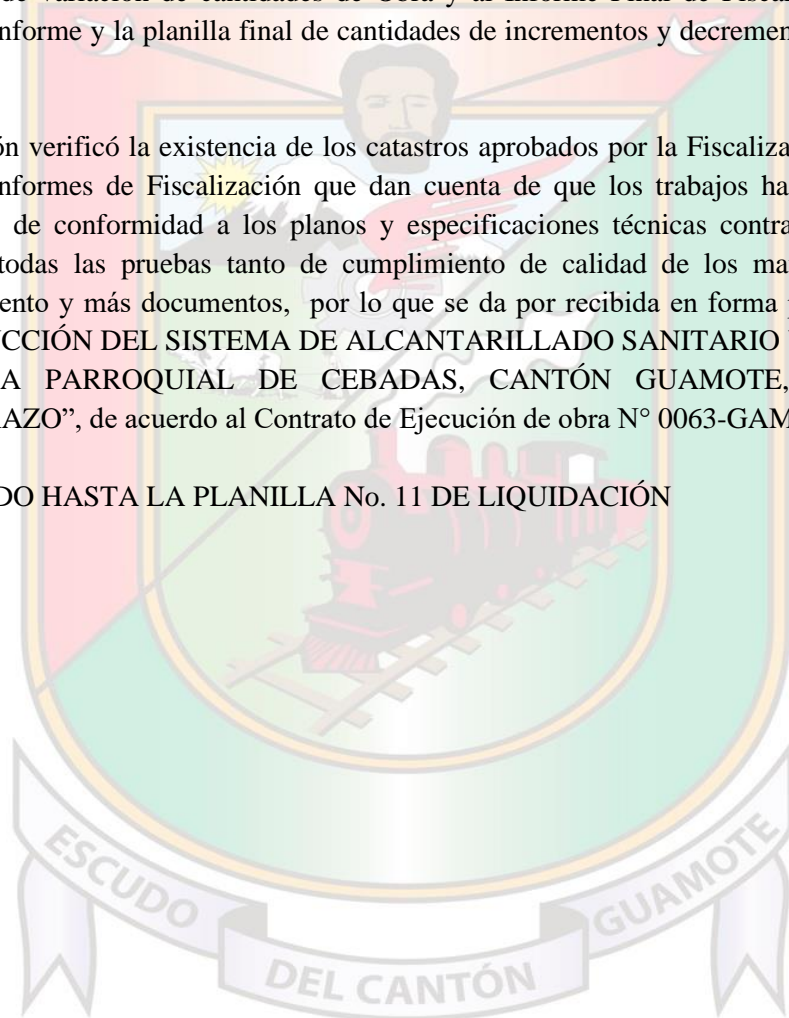 de variación de cantidades de Obra y al Informe Final de Fiscal
nforme y la planilla final de cantidades de incrementos y decremen
ón verificó la existencia de los catastros aprobados por la Fiscaliza
nformes de Fiscalización que dan cuenta de que los trabajos ha
de conformidad a los planos y especificaciones técnicas contra
todas las pruebas tanto de cumplimiento de calidad de los ma
ento y más documentos, por lo que se da por recibida en forma
CCIÓN DEL SISTEMA DE ALCANTARILLADO SANITARIO
A PARROQUIAL DE CEBADAS, CANTÓN GUAMOTE,
AZO”, de acuerdo al Contrato de Ejecución de obra N° 0063-GAM
DO HASTA LA PLANILLA No. 11 DE LIQUIDACIÓN
ESCUDO DEL CANTÓN GUAMOTE